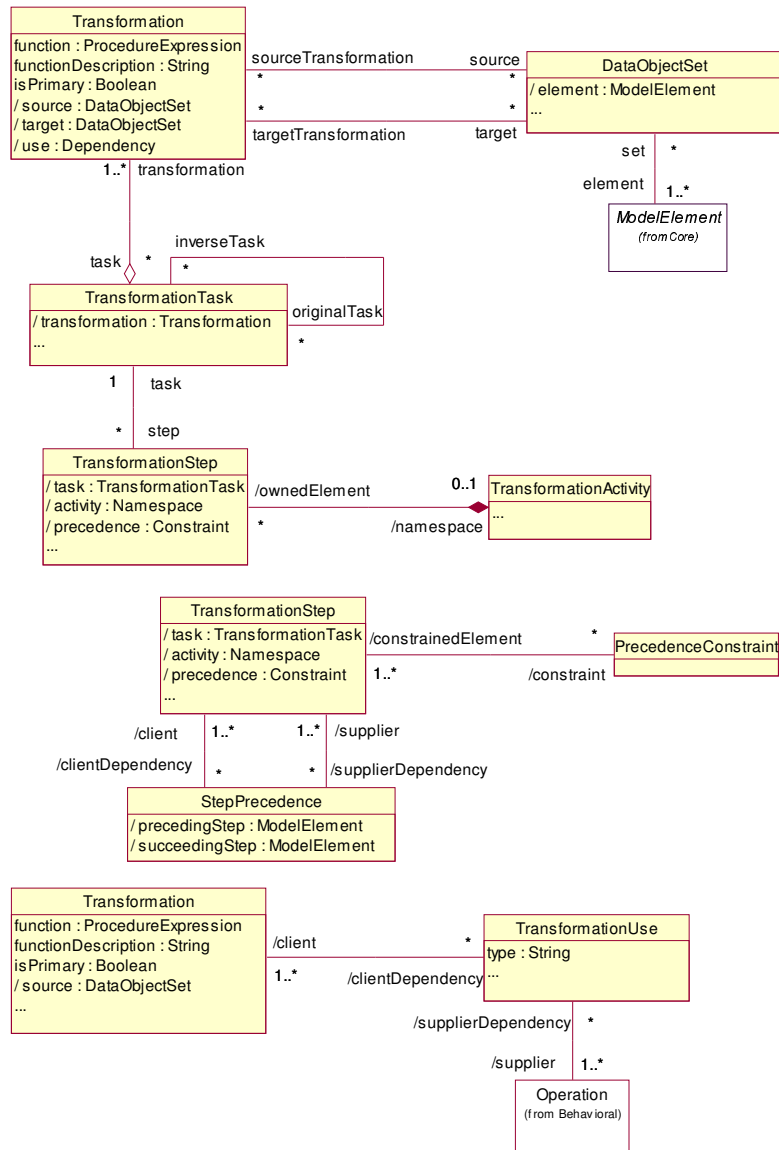 Transformation
function : ProcedureExpression
functionDescription : String
isPrimary : Boolean
/ source : DataObjectSet
/ target : DataObjectSet
/ use : Dependency
sourceTransformation
*
source
*
*
targetTransformation
*
target
DataObjectSet
/ element : ModelElement
...
set
*
element
1..*
ModelElement
(from Core)
1..*
transformation
task
*
inverseTask
*
originalTask
*
TransformationTask
/ transformation : Transformation
...
1
task
*
step
TransformationStep
/ task : TransformationTask
/ activity : Namespace
/ precedence : Constraint
...
/ownedElement
*
0..1
/namespace
TransformationActivity
...
TransformationStep
/ task : TransformationTask
/ activity : Namespace
/ precedence : Constraint
...
/constrainedElement
1..*
*
/constraint
PrecedenceConstraint
/client
1..*
1..*
/supplier
/clientDependency
*
*
/supplierDependency
StepPrecedence
/ precedingStep : ModelElement
/ succeedingStep : ModelElement
Transformation
function : ProcedureExpression
functionDescription : String
isPrimary : Boolean
/ source : DataObjectSet
...
/client
1..*
*
/clientDependency
TransformationUse
type : String
...
/supplierDependency
*
/supplier
1..*
Operation
(from Behavioral)